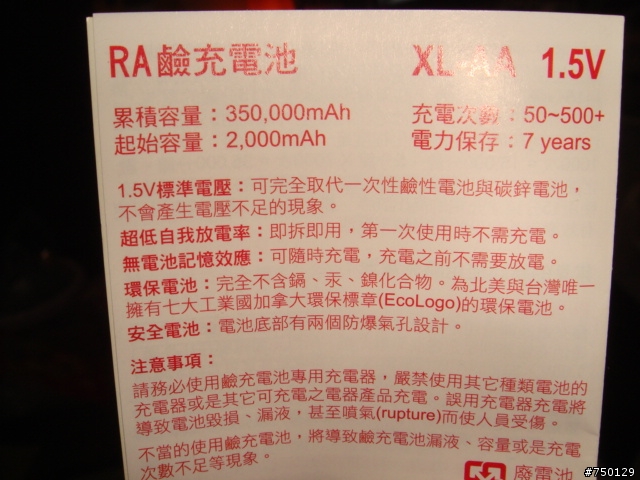 RA鹼充電池 XL-AA 1.5V
累積容量：350,000mAh 充電次數：50~500+
起始容量：2,000mAh 電力保存：7 years
1.5V標準電壓：可完全取代一次性鹼性電池與碳鋅電池，
不會產生電壓不足的現象。
超低自我放電率：即拆即用，第一次使用時不需充電。
無電池記憶效應：可隨時充電，充電之前不需要放電。
環保電池：完全不含鎘、汞、鎳化合物。為北美與台灣唯一
擁有七大工業國加拿大環保標章(EcoLogo)的環保電池。
安全電池：電池底部有兩個防爆氣孔設計。
注意事項：
請務必使用鹼充電池專用充電器，嚴禁使用其它種類電池的
充電器或是其它可充電之電器產品充電。誤用充電器充電將
導致電池毀損、漏液，甚至噴氣(rupture)而使人員受傷。
不當的使用鹼充電池，將導致鹼充電池漏液、容量或是充電
次數不足等現象。
廢電池
#750129